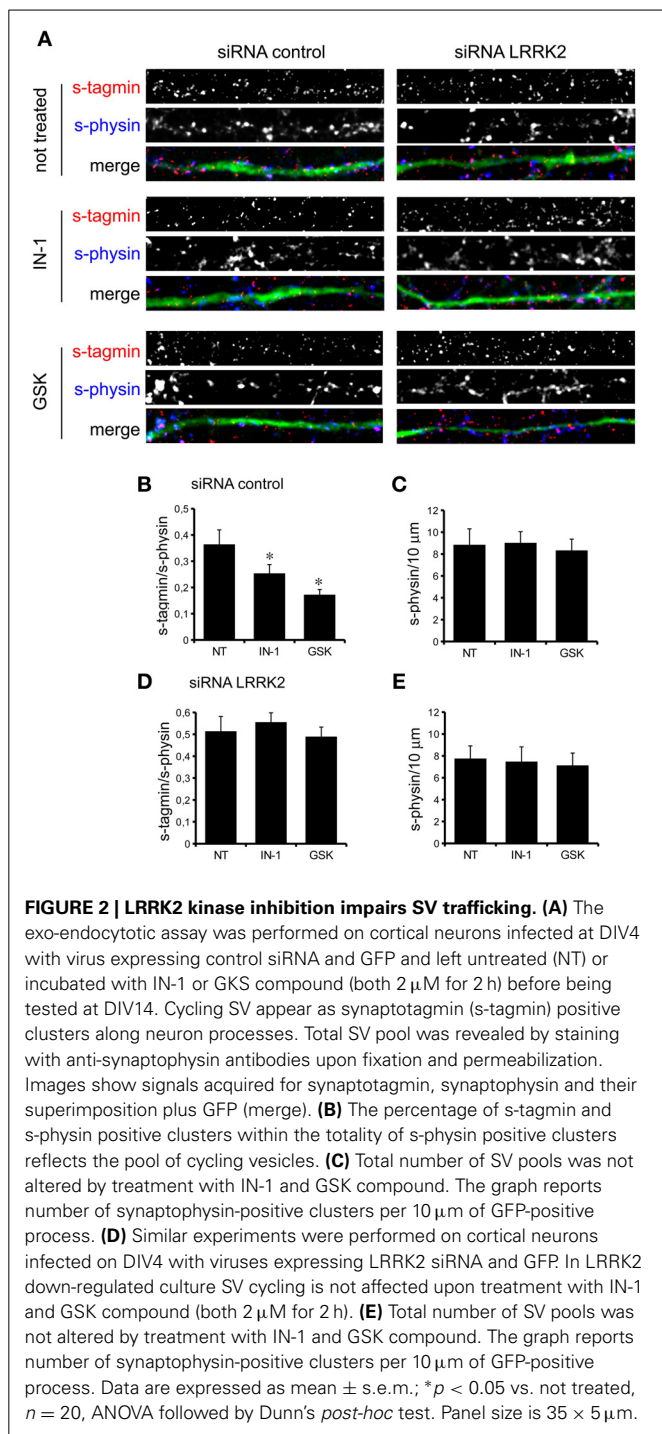 A
siRNA control siRNA LRRK2
not treated
s-tagmin
s-physin
merge
IN-1
s-tagmin
s-physin
merge
GSK
s-tagmin
s-physin
merge
B siRNA control
s-tagmin/s-physin
0,5
0,4
0,3
0,2
0,1
0
* *
NT IN-1 GSK
C
s-physin/10 μm
12
10
8
6
4
2
0
NT IN-1 GSK
D siRNA LRRK2
s-tagmin/s-physin
0,6
0,5
0,4
0,3
0,2
0,1
0
NT IN-1 GSK
E
s-physin/10 μm
12
10
8
6
4
2
0
NT IN-1 GSK
FIGURE 2 | LRRK2 kinase inhibition impairs SV trafficking. (A) The
exo-endocytotic assay was performed on cortical neurons infected at DIV4
with virus expressing control siRNA and GFP and left untreated (NT) or
incubated with IN-1 or GKS compound (both 2 μM for 2 h) before being
tested at DIV14. Cycling SV appear as synaptotagmin (s-tagmin) positive
clusters along neuron processes. Total SV pool was revealed by staining
with anti-synaptophysin antibodies upon fixation and permeabilization.
Images show signals acquired for synaptotagmin, synaptophysin and their
superimposition plus GFP (merge). (B) The percentage of s-tagmin and
s-physin positive clusters within the totality of s-physin positive clusters
reflects the pool of cycling vesicles. (C) Total number of SV pools was not
altered by treatment with IN-1 and GSK compound. The graph reports
number of synaptophysin-positive clusters per 10 μm of GFP-positive
process. (D) Similar experiments were performed on cortical neurons
infected on DIV4 with viruses expressing LRRK2 siRNA and GFP. In LRRK2
down-regulated culture SV cycling is not affected upon treatment with IN-1
and GSK compound (both 2 μM for 2 h). (E) Total number of SV pools was
not altered by treatment with IN-1 and GSK compound. The graph reports
number of synaptophysin-positive clusters per 10 μm of GFP-positive
process. Data are expressed as mean ± s.e.m.; *p < 0.05 vs. not treated,
n = 20, ANOVA followed by Dunn's post-hoc test. Panel size is 35 × 5 μm.